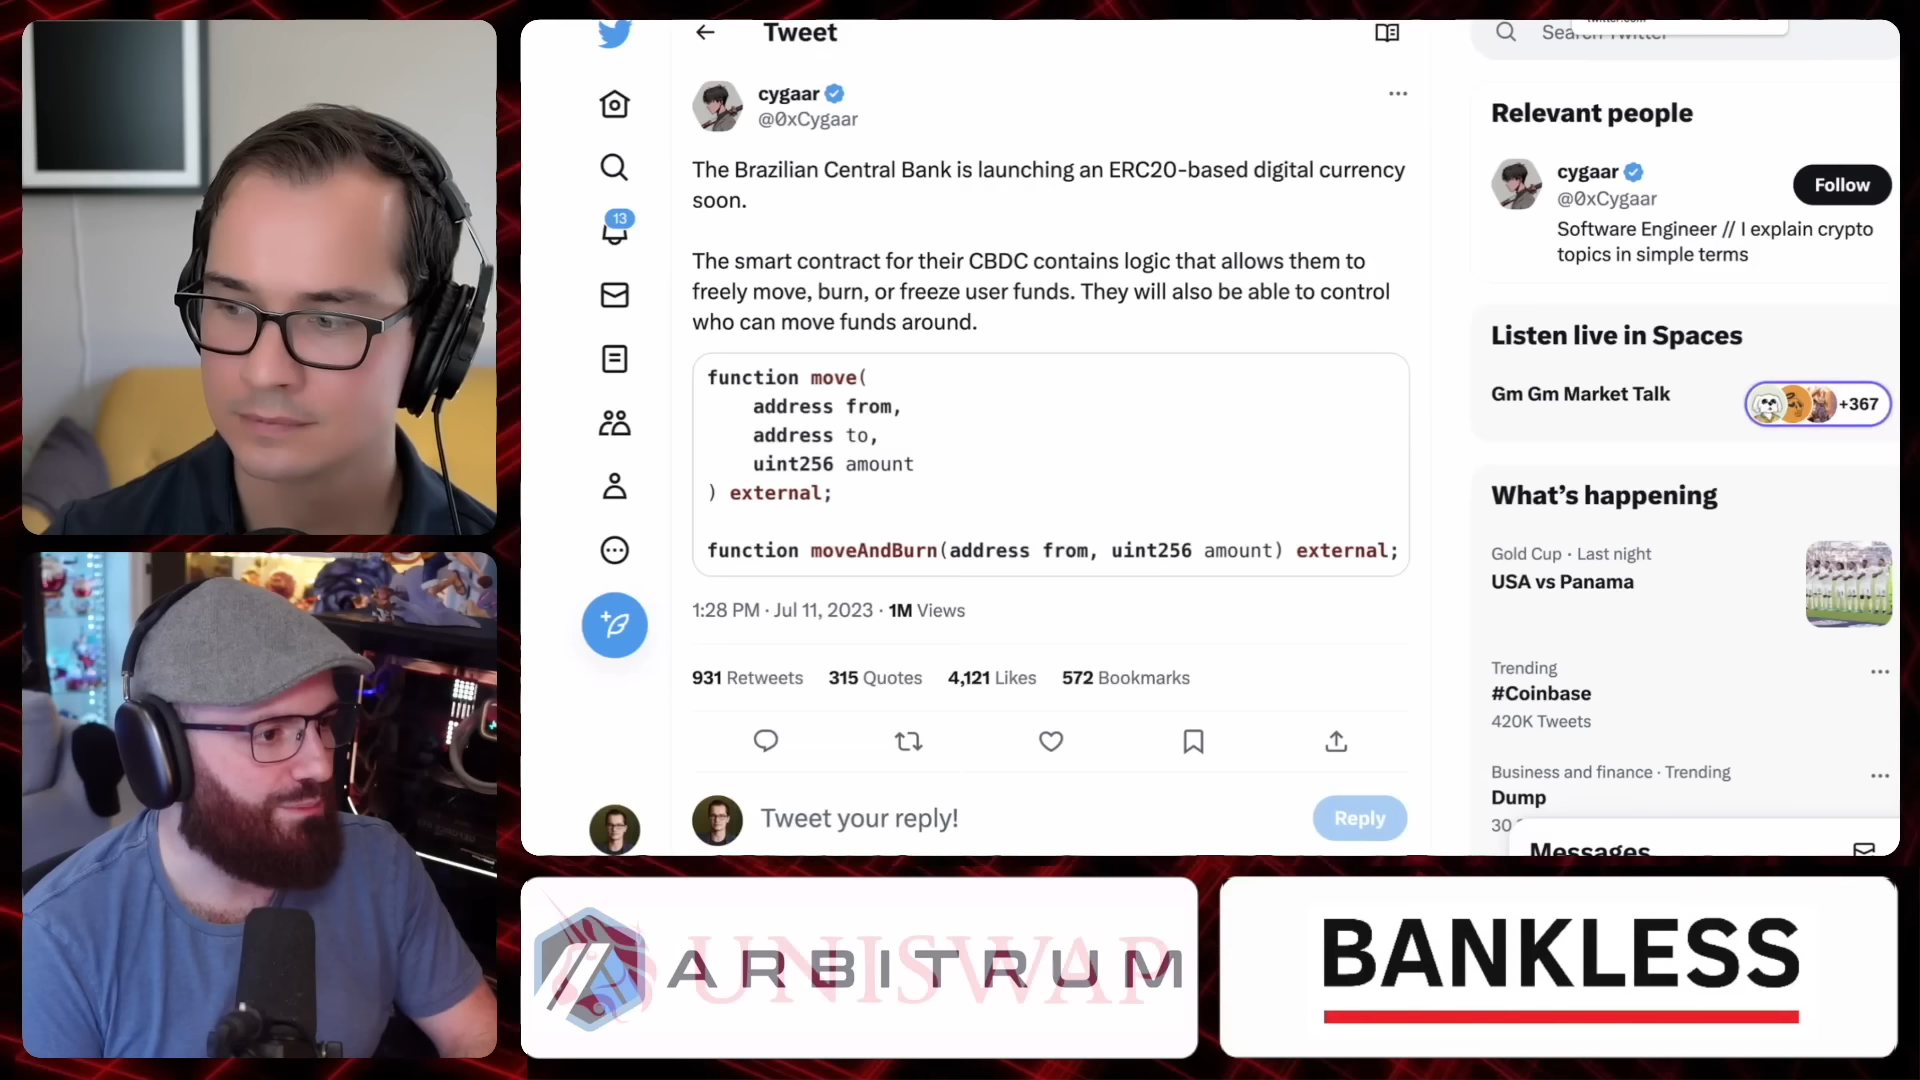 Tweet
cygaar
@0xCygaar
The Brazilian Central Bank is launching an ERC20-based digital currency
soon.
The smart contract for their CBDC contains logic that allows them to
freely move, burn, or freeze user funds. They will also be able to control
who can move funds around.
function move(
address from,
address to,
uint256 amount
) external;
function moveAndBurn(address from, uint256 amount) external;
1:28 PM · Jul 11, 2023 · 1M Views
931 Retweets 315 Quotes 4,121 Likes 572 Bookmarks
Tweet your reply!
Reply
13
Search Twitter
Relevant people
cygaar
@0xCygaar
Follow
Software Engineer // I explain crypto
topics in simple terms
Listen live in Spaces
Gm Gm Market Talk
+367
What's happening
Gold Cup · Last night
USA vs Panama
Trending
#Coinbase
420K Tweets
Business and finance · Trending
Dump
30
Messages
ARBITRUM
UNISWAP
BANKLESS